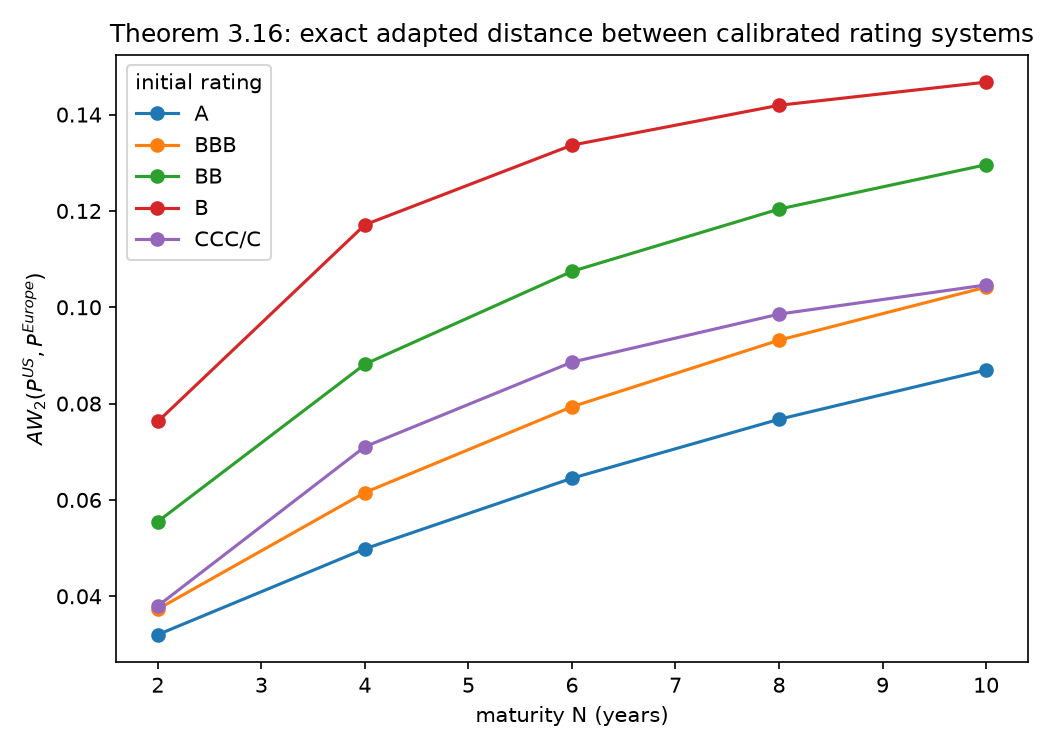 Theorem 3.16: exact adapted distance between calibrated rating systems
initial rating
A
BBB
BB
B
CCC/C
0.14
0.12
0.10
0.08
0.06
0.04
AW₂(Pᵁˢ, Pᴱᵘʳᵒᵖᵉ)
2 3 4 5 6 7 8 9 10
maturity N (years)